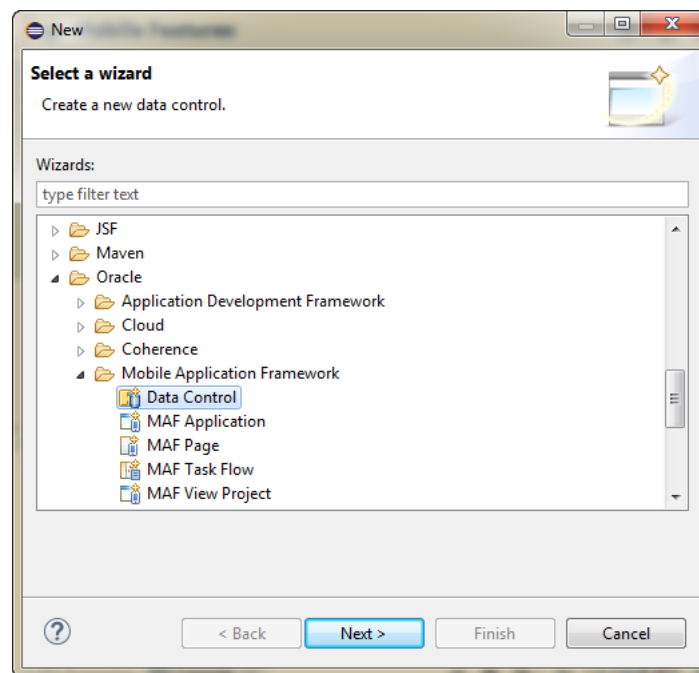 New
Select a wizard
Create a new data control.
Wizards:
type filter text
JSF
Maven
Oracle
Application Development Framework
Cloud
Coherence
Mobile Application Framework
Data Control
MAF Application
MAF Page
MAF Task Flow
MAF View Project
? < Back Next > Finish Cancel